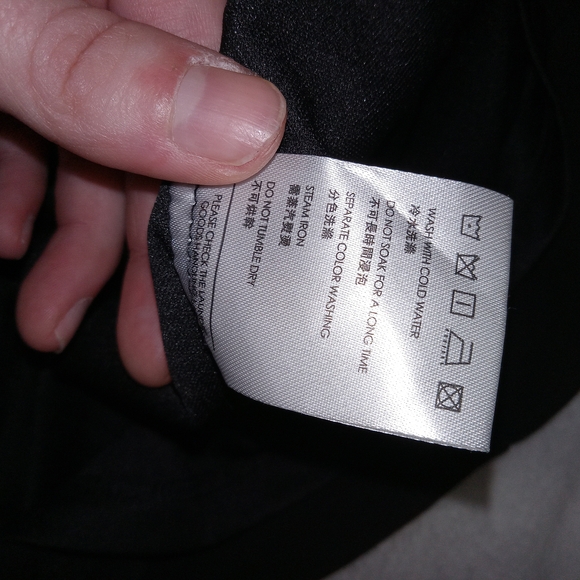 WASH WITH COLD WATER
冷水洗滌
DO NOT SOAK FOR A LONG TIME
不可長時間浸泡
SEPARATE COLOR WASHING
分色洗滌
STEAM IRON
需蒸汽熨燙
DO NOT TUMBLE DRY
不可烘幹
PLEASE CHECK THE